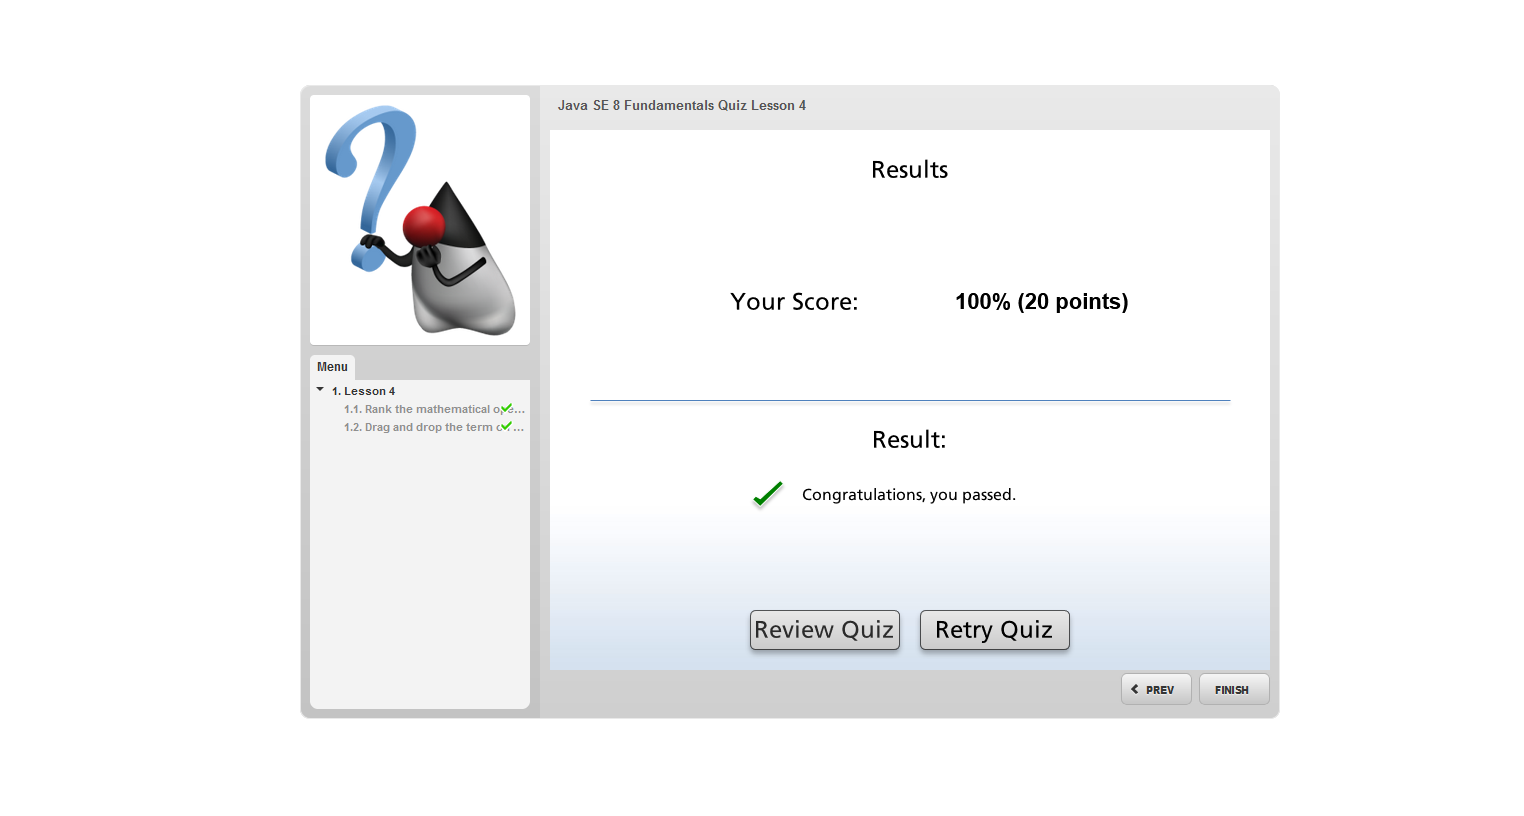 Java SE 8 Fundamentals Quiz Lesson 4
Results
Your Score: 100% (20 points)
Result:
Congratulations, you passed.
Review Quiz Retry Quiz
PREV FINISH
Menu
1. Lesson 4
1.1. Rank the mathematical ope...
1.2. Drag and drop the term ...